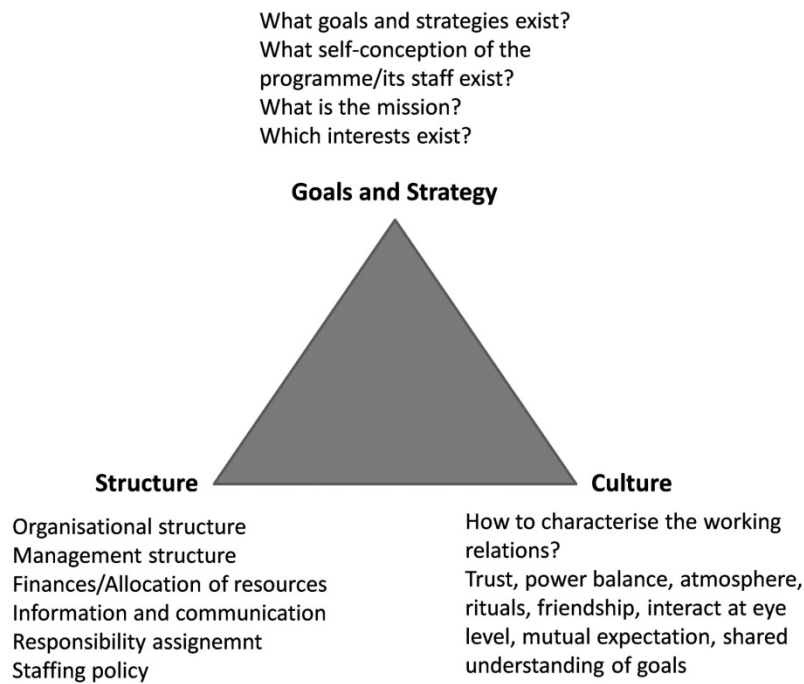 What goals and strategies exist?
What self-conception of the
programme/its staff exist?
What is the mission?
Which interests exist?
Goals and Strategy
Structure
Organisational structure
Management structure
Finances/Allocation of resources
Information and communication
Responsibility assignemnt
Staffing policy
Culture
How to characterise the working
relations?
Trust, power balance, atmosphere,
rituals, friendship, interact at eye
level, mutual expectation, shared
understanding of goals